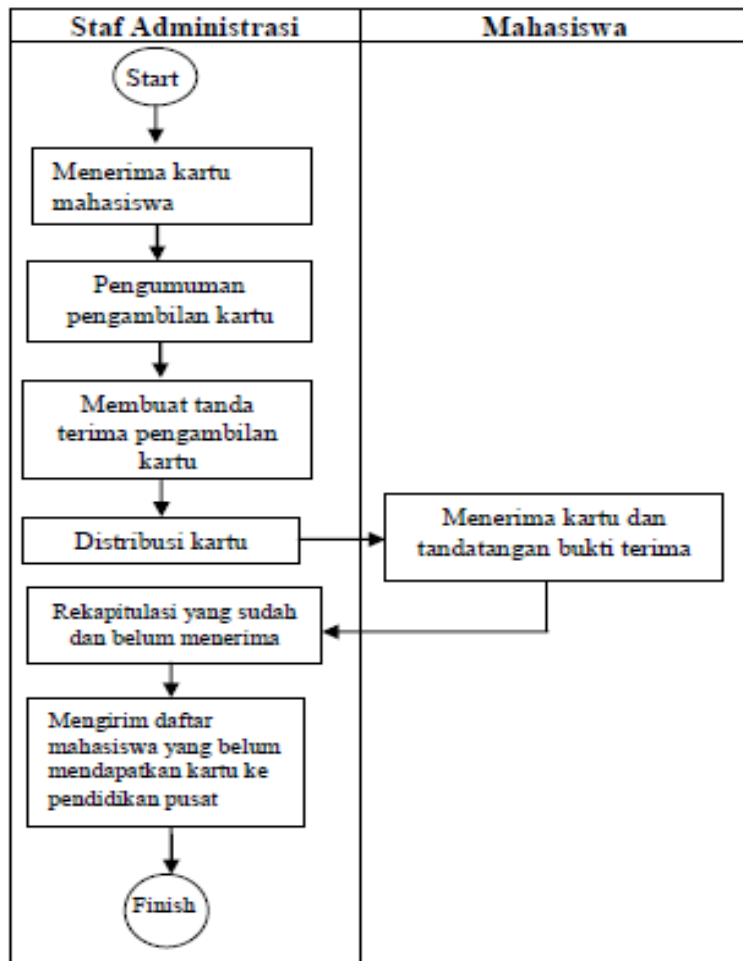 Staf Administrasi
Mahasiswa
Start
Menerima kartu
mahasiswa
Pengumuman
pengambilan kartu
Membuat tanda
terima pengambilan
kartu
Distribusi kartu
Menerima kartu dan
tandatangan bukti terima
Rekapitulasi yang sudah
dan belum menerima
Mengirim daftar
mahasiswa yang belum
mendapatkan kartu ke
pendidikan pusat
Finish